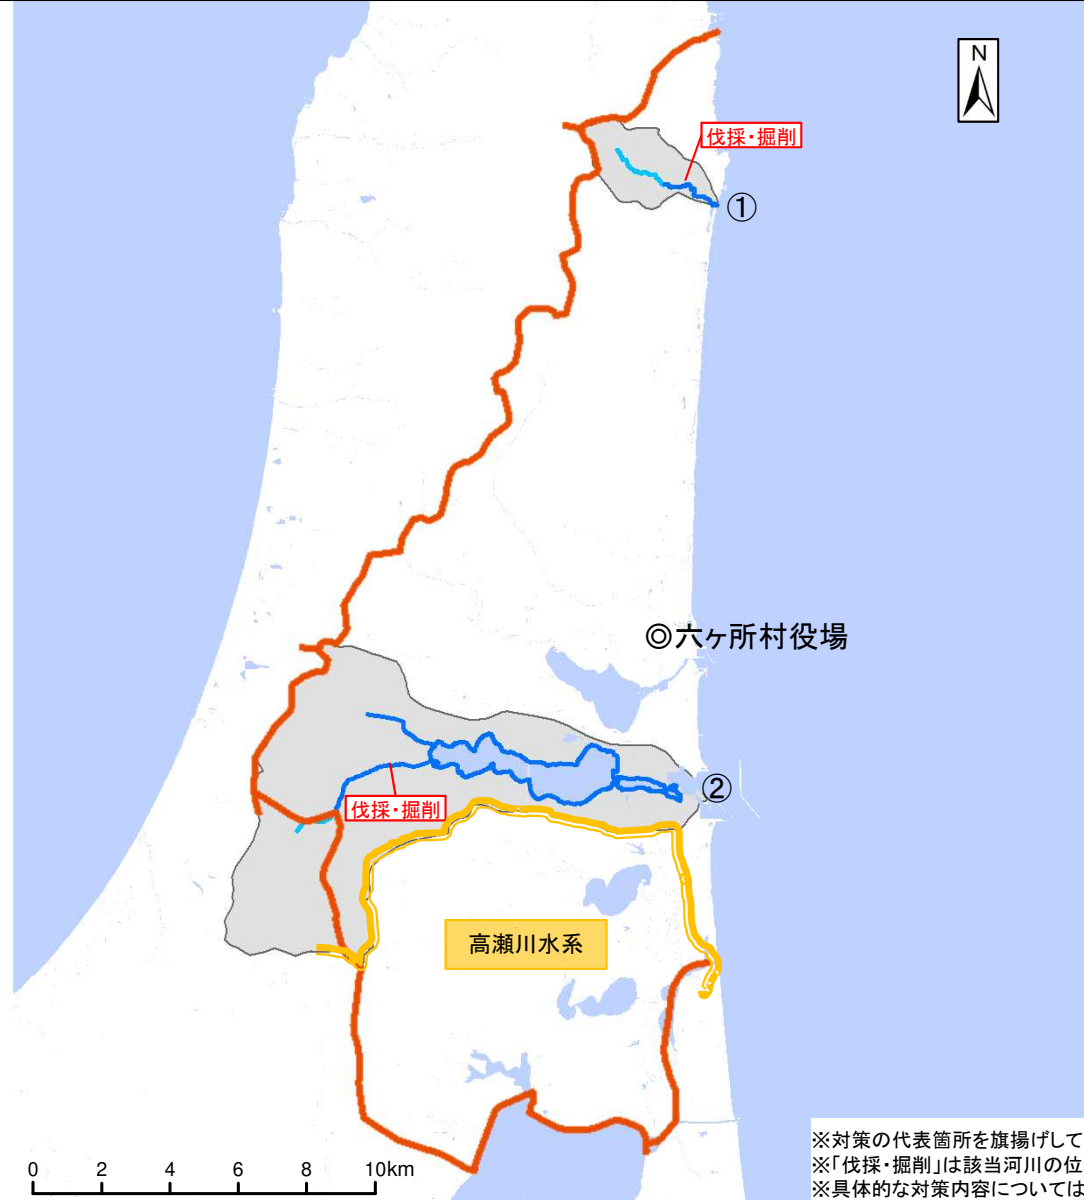 N
伐採・掘削
①
◎六ヶ所村役場
②
伐採・掘削
高瀬川水系
0 2 4 6 8 10km
※対策の代表箇所を旗揚げして
※「伐採・掘削」は該当河川の位
※具体的な対策内容については